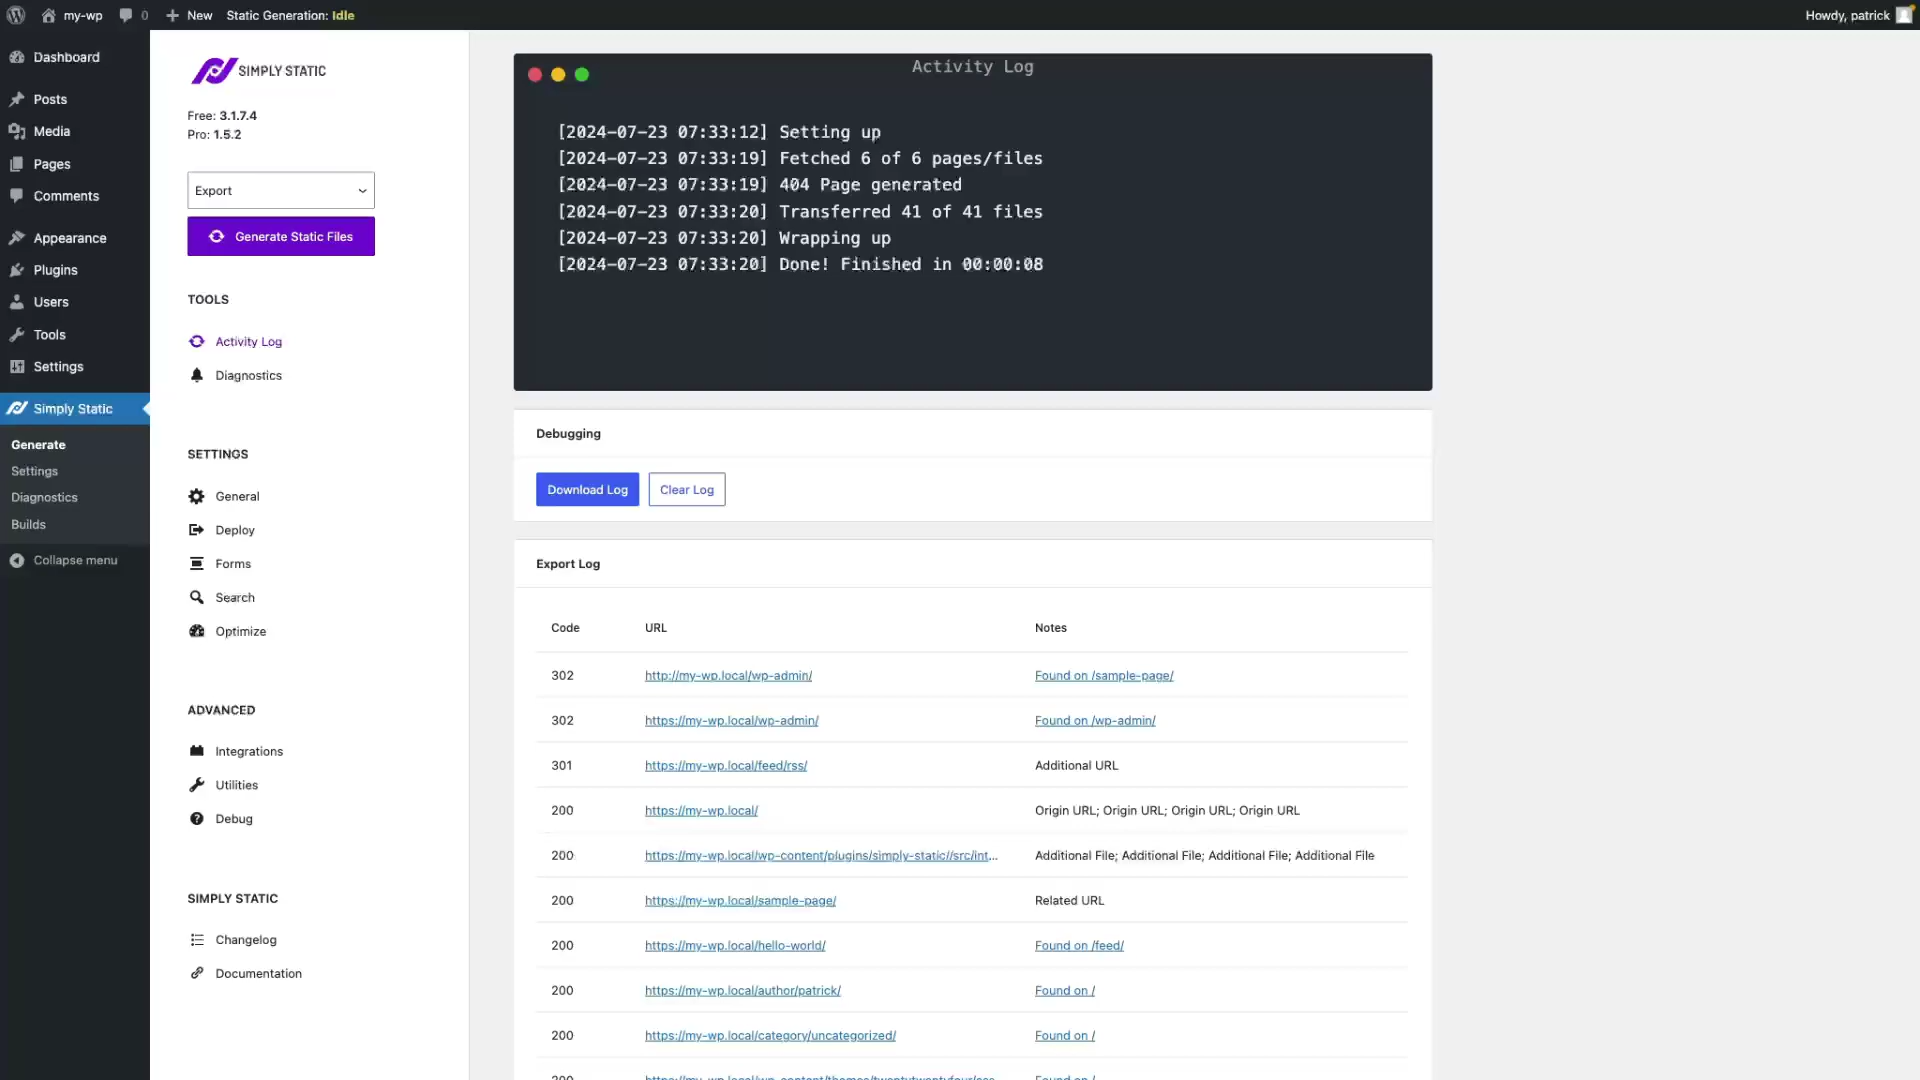 my-wp
0
New
Static Generation: Idle
Howdy, patrick
Dashboard
Posts
Media
Pages
Comments
Appearance
Plugins
Users
Tools
Settings
Simply Static
Generate
Settings
Diagnostics
Builds
Collapse menu
SIMPLY STATIC
Free: 3.1.7.4
Pro: 1.5.2
Export
Generate Static Files
TOOLS
Activity Log
Diagnostics
SETTINGS
General
Deploy
Forms
Search
Optimize
ADVANCED
Integrations
Utilities
Debug
SIMPLY STATIC
Changelog
Documentation
Activity Log
[2024-07-23 07:33:12] Setting up
[2024-07-23 07:33:19] Fetched 6 of 6 pages/files
[2024-07-23 07:33:19] 404 Page generated
[2024-07-23 07:33:20] Transferred 41 of 41 files
[2024-07-23 07:33:20] Wrapping up
[2024-07-23 07:33:20] Done! Finished in 00:00:08
Debugging
Download Log
Clear Log
Export Log
Code URL Notes
302 http://my-wp.local/wp-admin/ Found on /sample-page/
302 https://my-wp.local/wp-admin/ Found on /wp-admin/
301 https://my-wp.local/feed/rss/ Additional URL
200 https://my-wp.local/ Origin URL; Origin URL; Origin URL; Origin URL
200 https://my-wp.local/wp-content/plugins/simply-static//src/int... Additional File; Additional File; Additional File; Additional File
200 https://my-wp.local/sample-page/ Related URL
200 https://my-wp.local/hello-world/ Found on /feed/
200 https://my-wp.local/author/patrick/ Found on /
200 https://my-wp.local/category/uncategorized/ Found on /